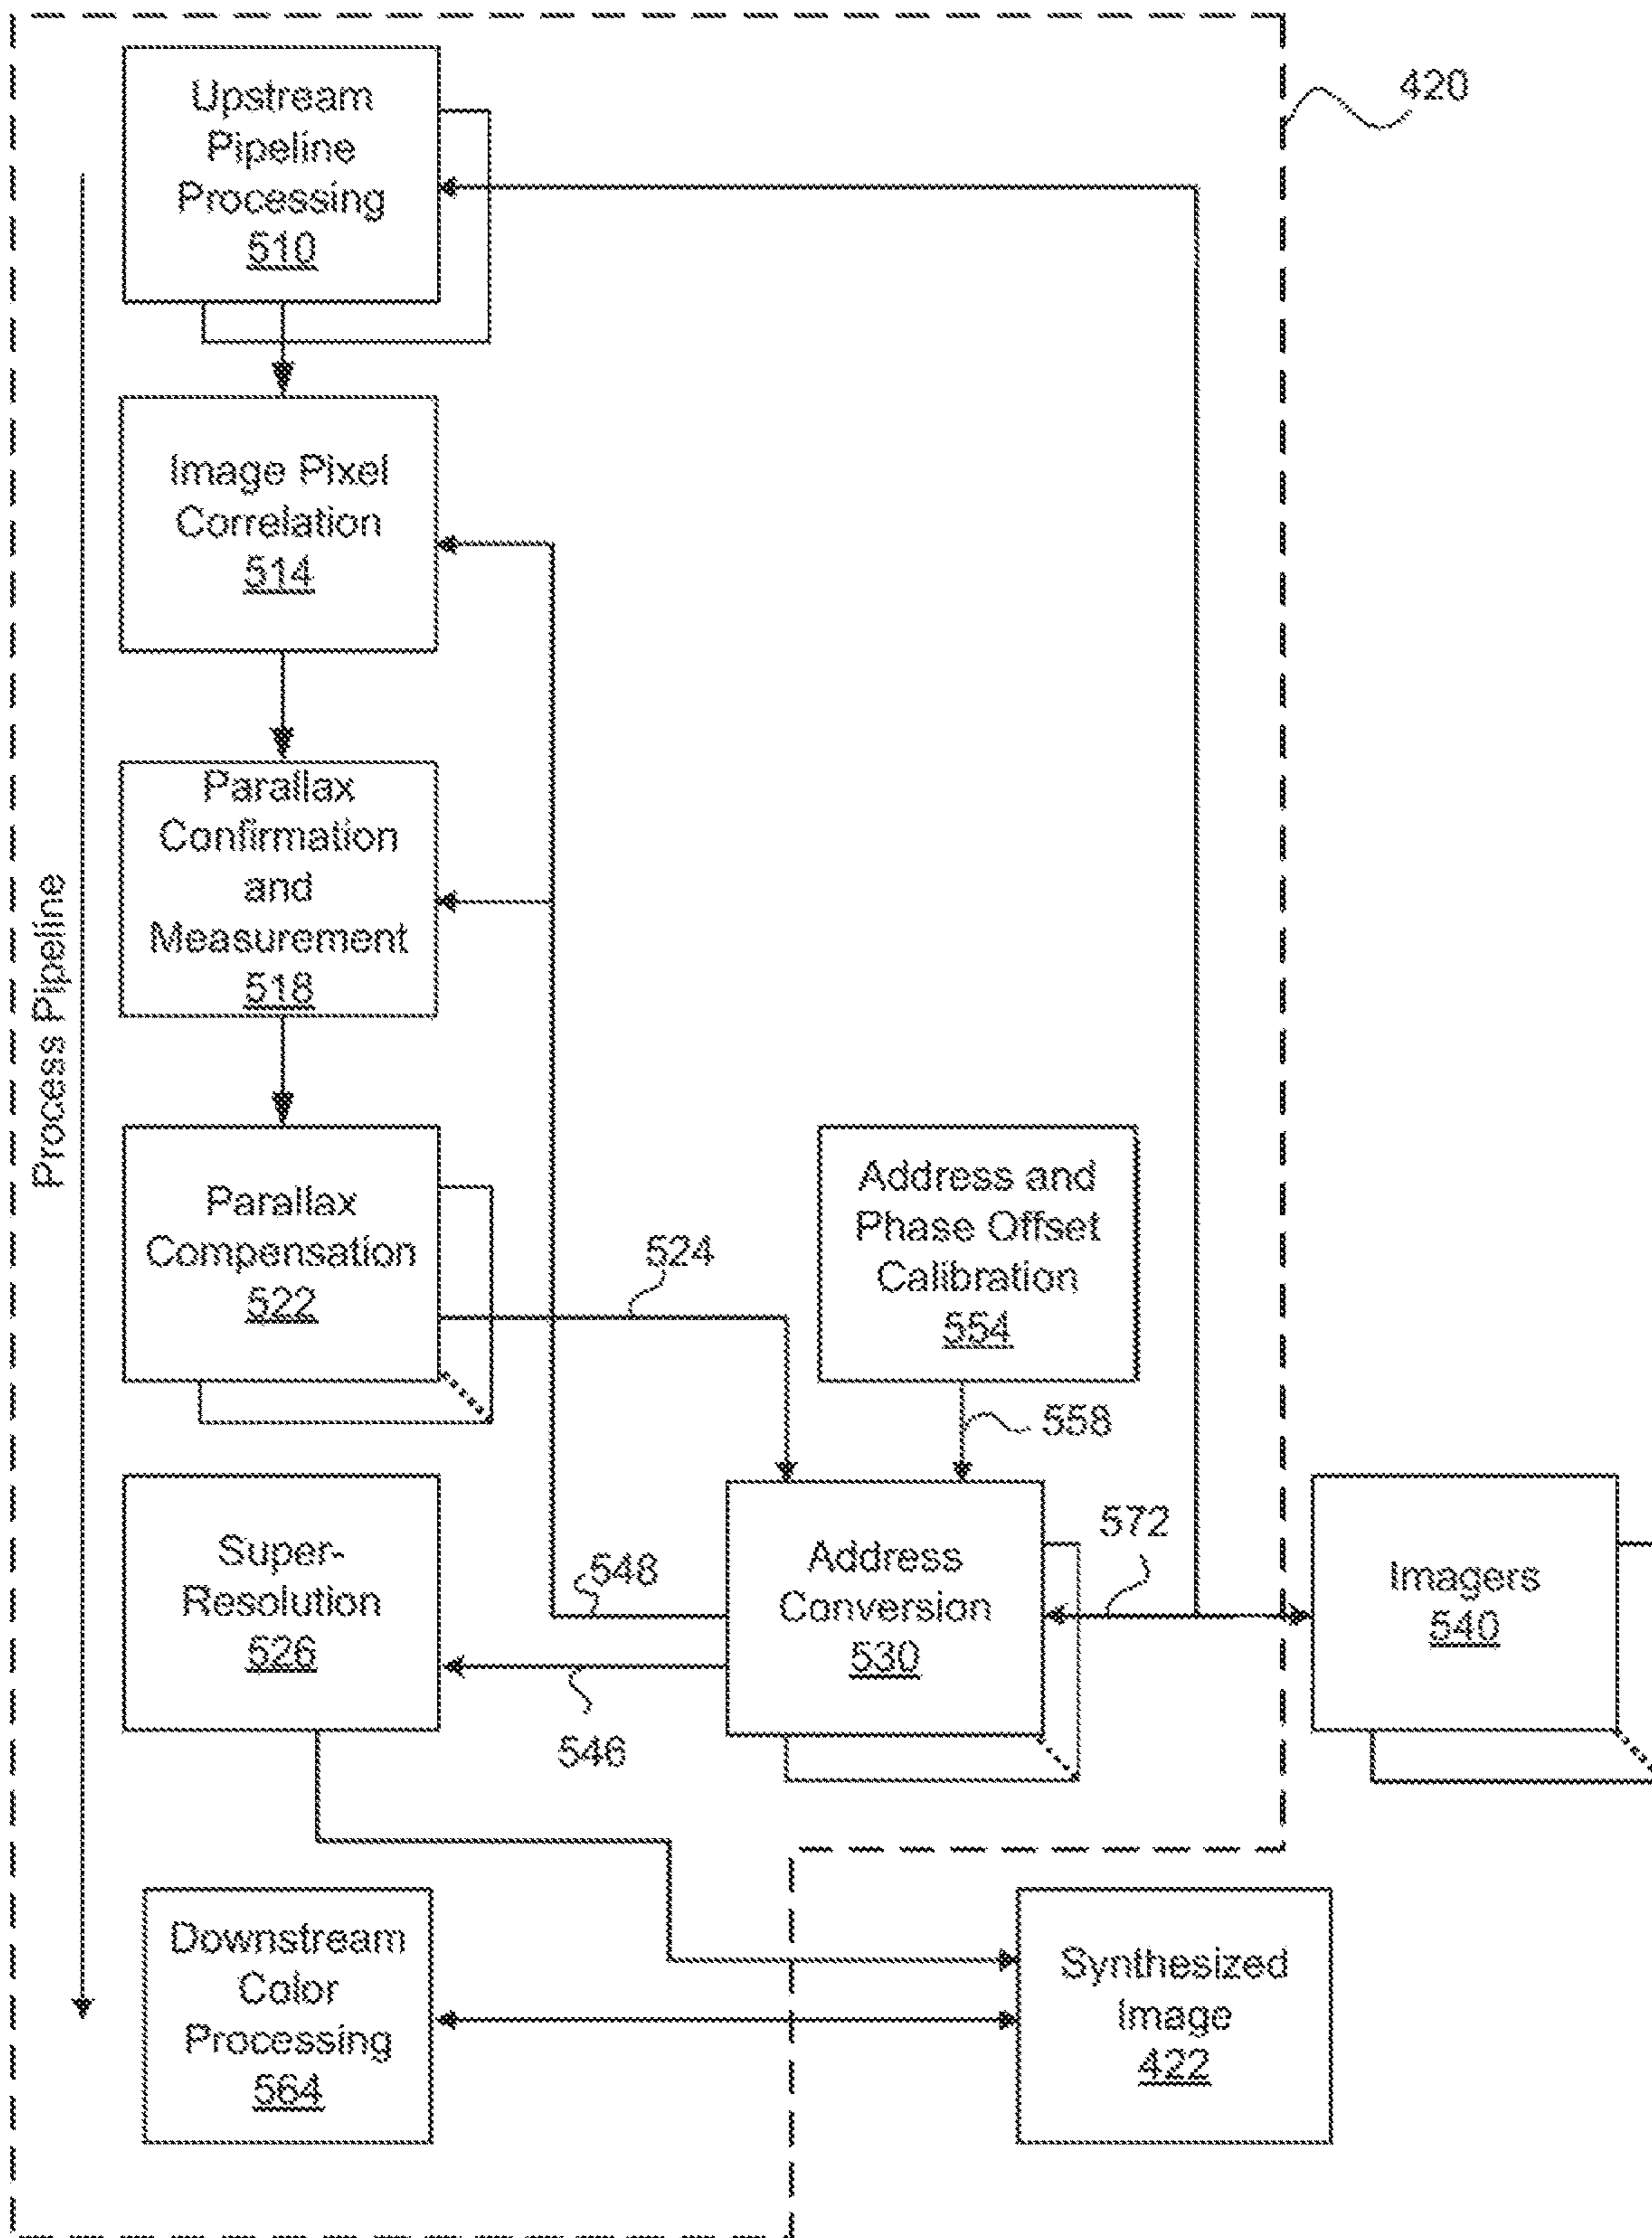 420
Upstream
Pipeline
Processing
510
Image Pixel
Correlation
514
Process Pipeline
Parallax
Confirmation
and
Measurement
518
Parallax
Compensation
522
524
Address and
Phase Offset
Calibration
554
558
Super-
Resolution
526
548
546
Address
Conversion
530
572
Imagers
540
Downstream
Color
Processing
564
Synthesized
Image
422